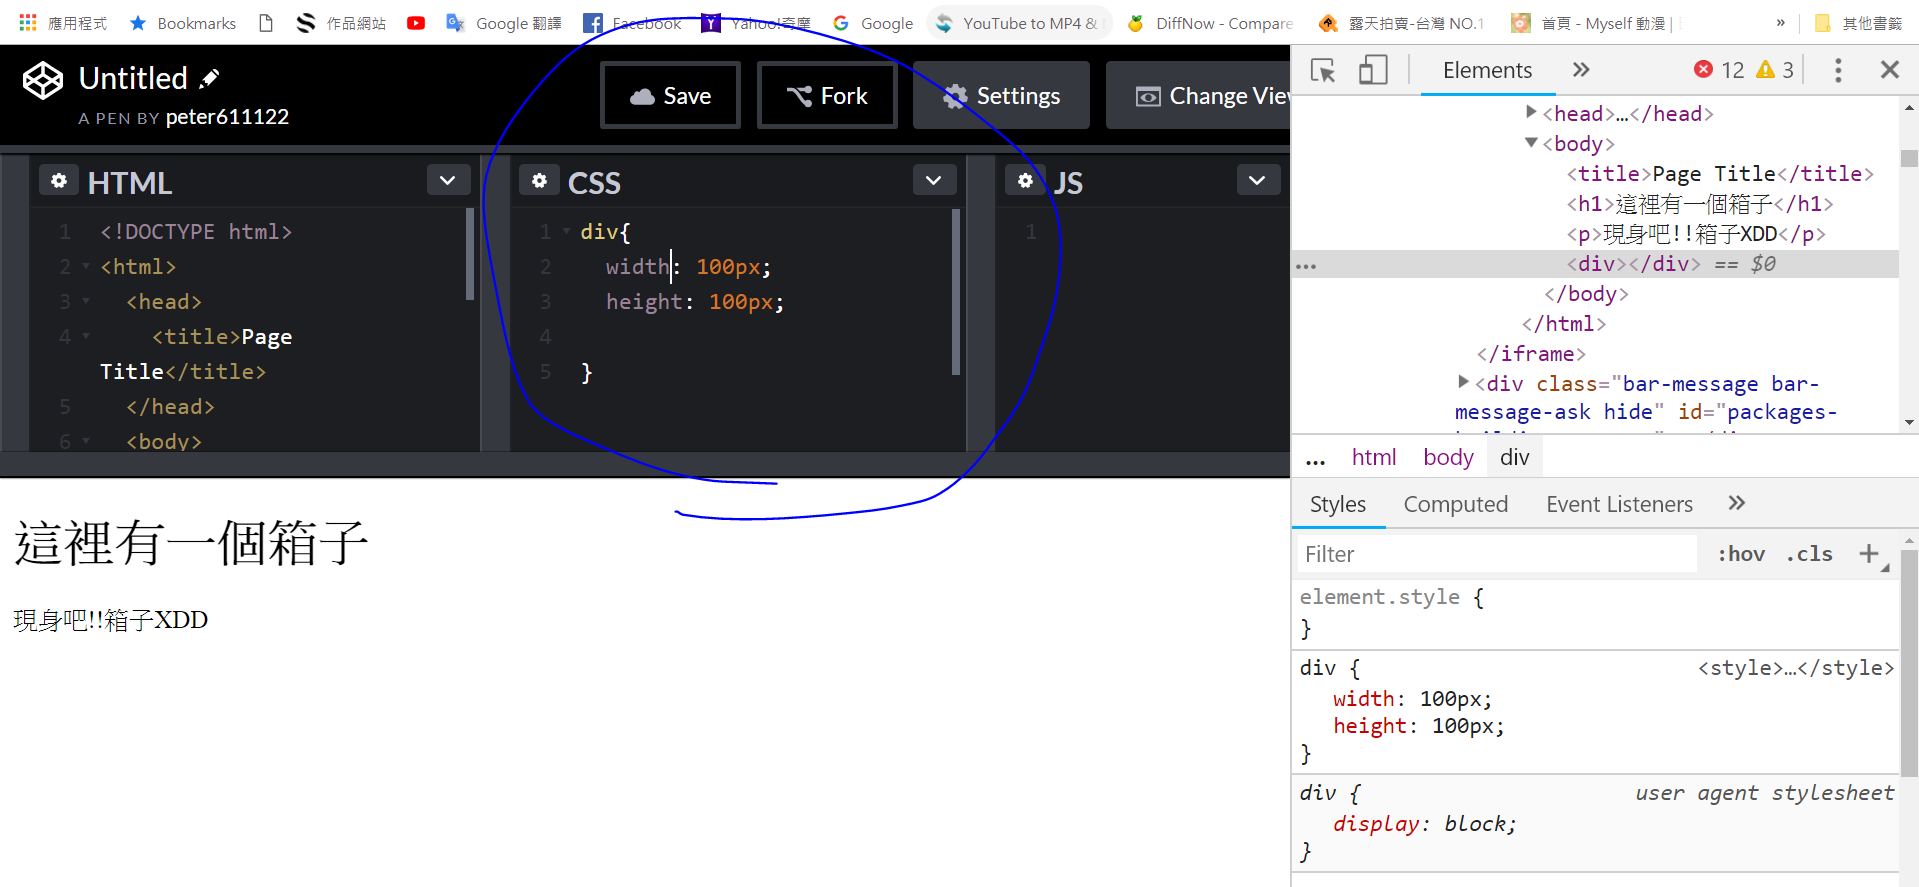 應用程式 Bookmarks 作品網站 Google 翻譯 Facebook Yahoo!奇摩 Google YouTube to MP4 & DiffNow - Compare 露天拍賣-台灣 NO.1 首頁 - Myself 動漫 | » 其他書籤
Untitled
A PEN BY peter611122
Save Fork Settings Change View
HTML
1 <!DOCTYPE html>
2 <html>
3 <head>
4 <title>Page
Title</title>
5 </head>
6 <body>
CSS
1 div{
2 width: 100px;
3 height: 100px;
4
5 }
JS
1
這裡有一個箱子
現身吧!!箱子XDD
Elements » 12 3
<head>…</head>
<body>
<title>Page Title</title>
<h1>這裡有一個箱子</h1>
<p>現身吧!!箱子XDD</p>
… <div></div> == $0
</body>
</html>
</iframe>
<div class="bar-message bar-
message-ask hide" id="packages-
... html body div
Styles Computed Event Listeners »
Filter :hov .cls +
element.style {
}
div { <style>…</style>
width: 100px;
height: 100px;
}
div { user agent stylesheet
display: block;
}